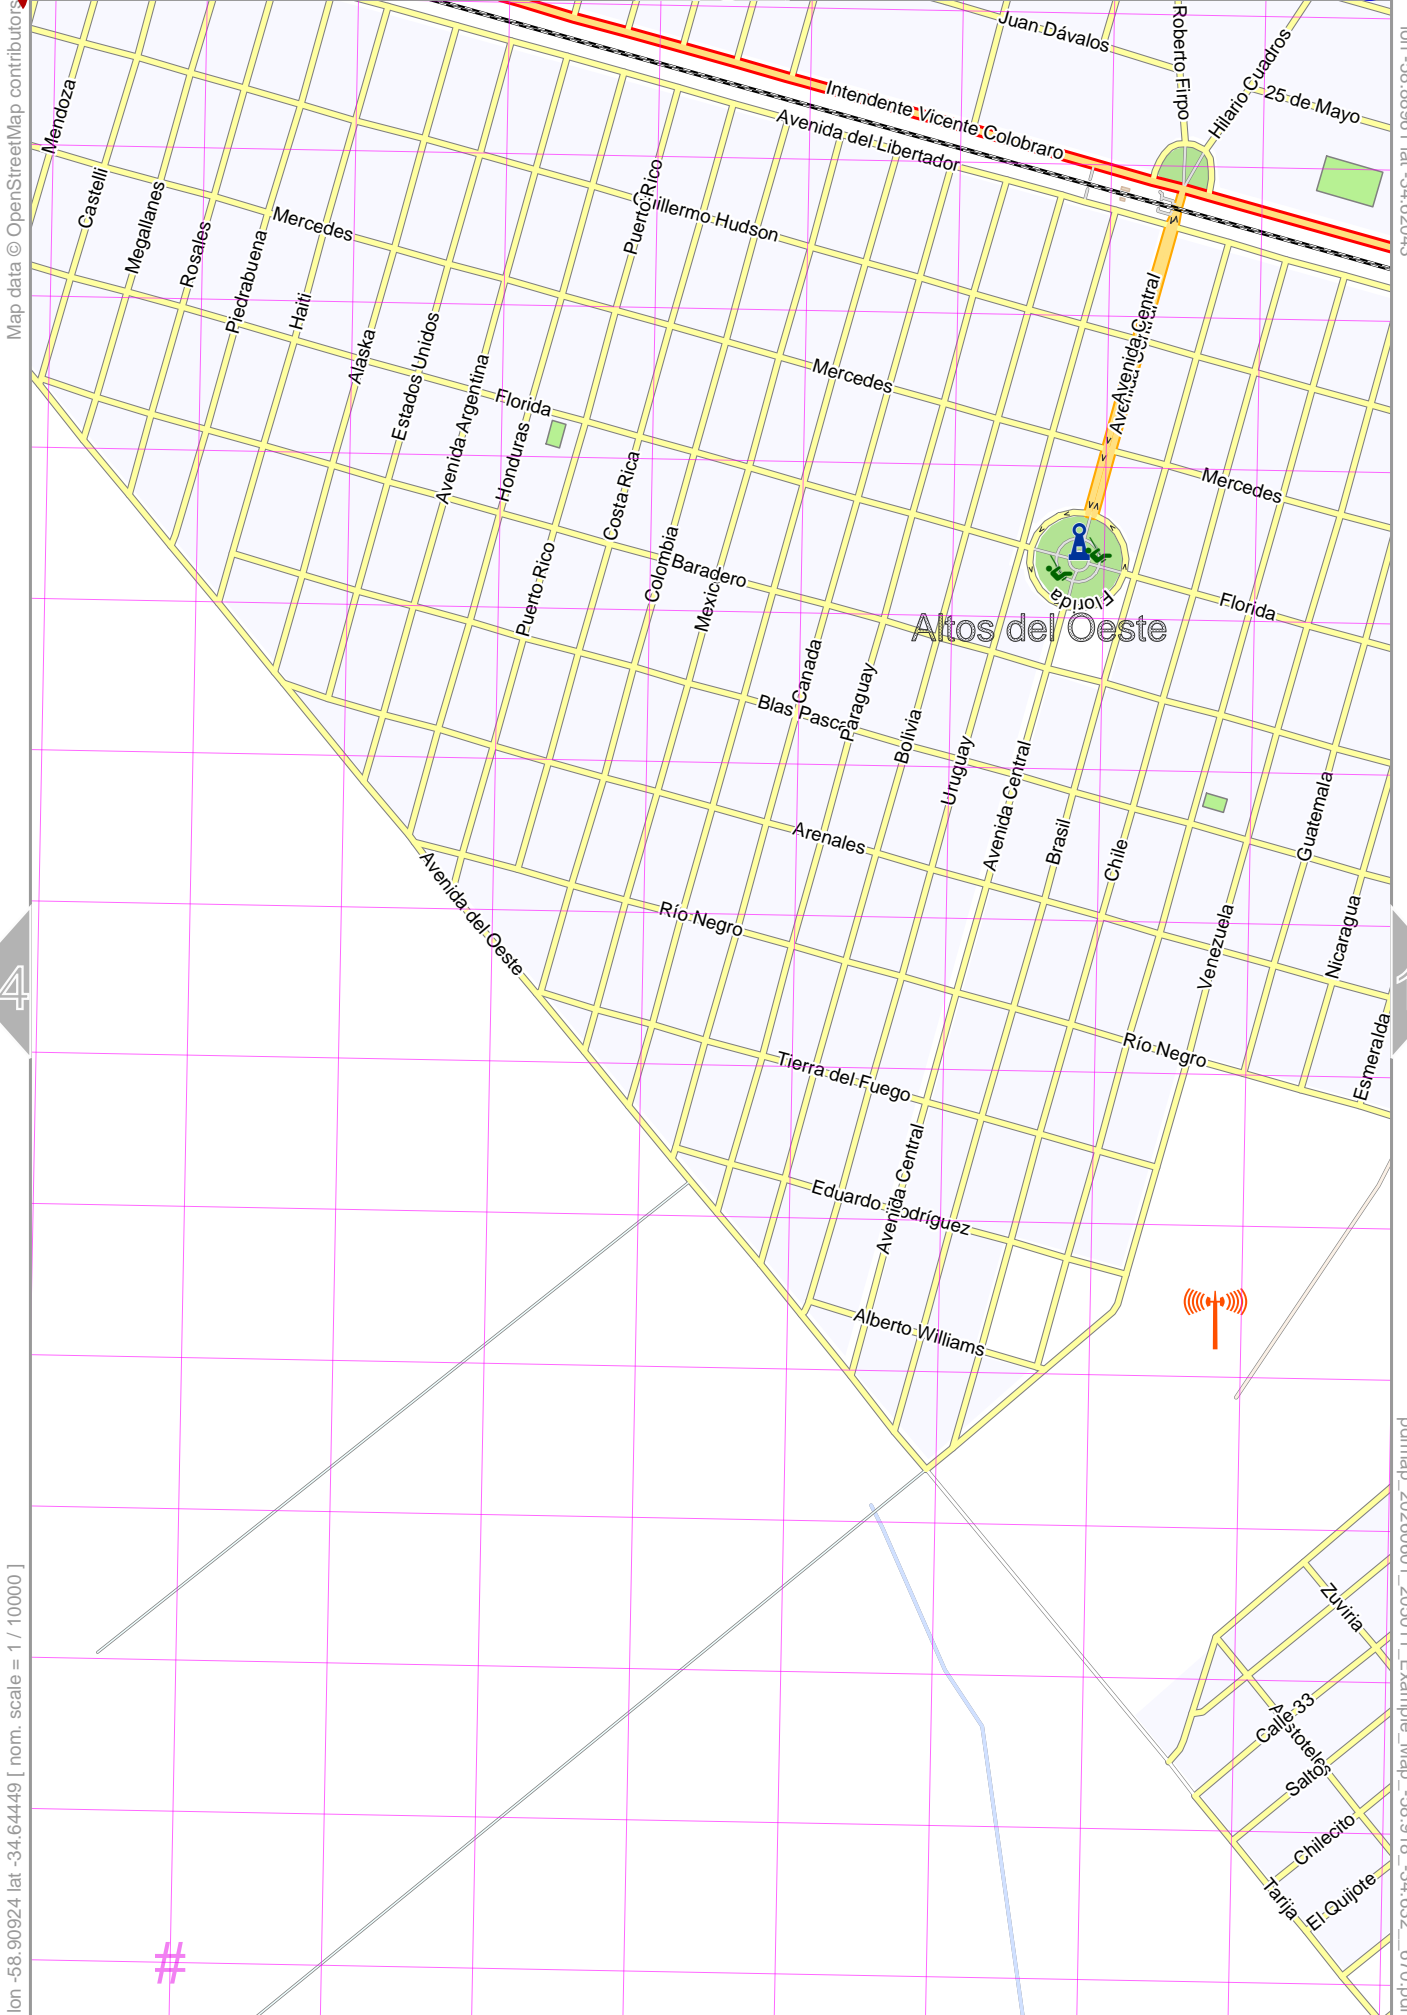 Map data © OpenStreetMap contributors
Juan Dávalos
Roberto Firpo
Hilario Cuadros
25 de Mayo
Intendente Vicente Colobraro
Avenida del Libertador
Mendoza
Castelli
Megallanes
Rosales
Piedrabuena
Haiti
Mercedes
Puerto Rico
Guillermo Hudson
Alaska
Estados Unidos
Avenida Argentina
Honduras
Florida
Mercedes
Avenida Central
Avenida Central
Mercedes
Costa Rica
Puerto Rico
Colombia
Mexico
Baradero
Florida
Florida
Altos del Oeste
Canada
Blas Pascal
Paraguay
Bolivia
Uruguay
Avenida Central
Brasil
Chile
Guatemala
Arenales
Avenida del Oeste
Río Negro
Venezuela
Nicaragua
4
Río Negro
Esmeralda
Tierra del Fuego
Avenida Central
Eduardo Rodríguez
Alberto Williams
Zuviria
Calle 33
Aristoteles
Saltos
Chilecito
Tarija
El Quijote
#
lon -58.90924 lat -34.64449 [ nom. scale = 1 / 10000 ]